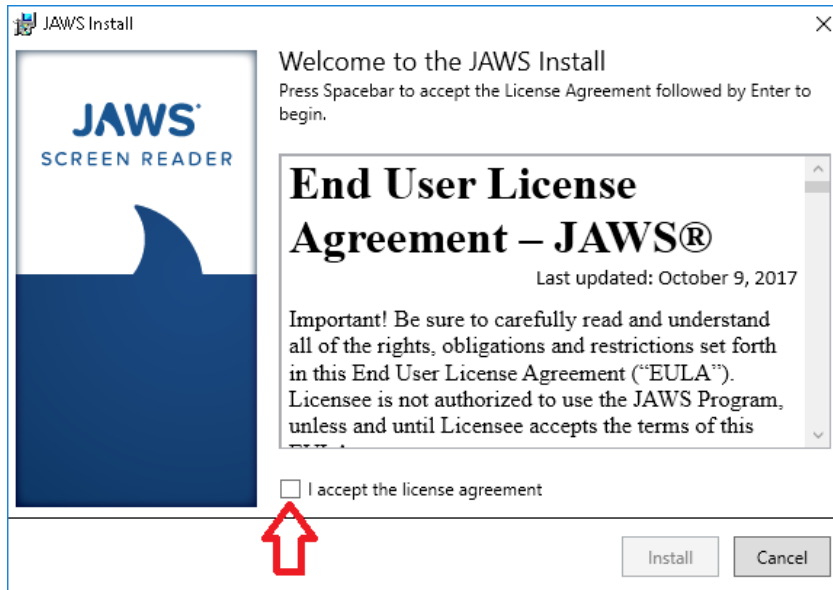 JAWS Install
JAWS
SCREEN READER
Welcome to the JAWS Install
Press Spacebar to accept the License Agreement followed by Enter to
begin.
End User License
Agreement – JAWS®
Last updated: October 9, 2017
Important! Be sure to carefully read and understand
all of the rights, obligations and restrictions set forth
in this End User License Agreement (“EULA”).
Licensee is not authorized to use the JAWS Program,
unless and until Licensee accepts the terms of this
I accept the license agreement
Install
Cancel